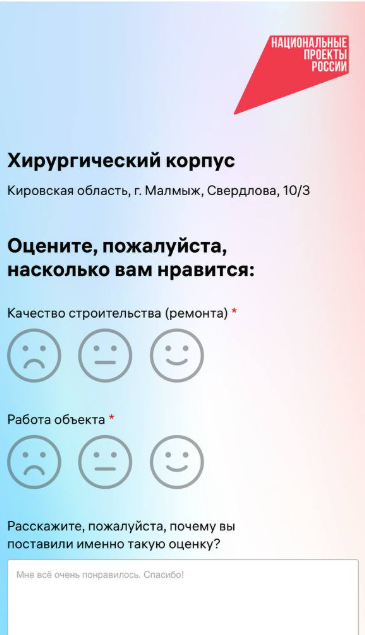 НАЦИОНАЛЬНЫЕ
ПРОЕКТЫ
РОССИИ
Хирургический корпус
Кировская область, г. Малмыж, Свердлова, 10/3
Оцените, пожалуйста,
насколько вам нравится:
Качество строительства (ремонта) *
Работа объекта *
Расскажите, пожалуйста, почему вы
поставили именно такую оценку?
Мне всё очень понравилось. Спасибо!